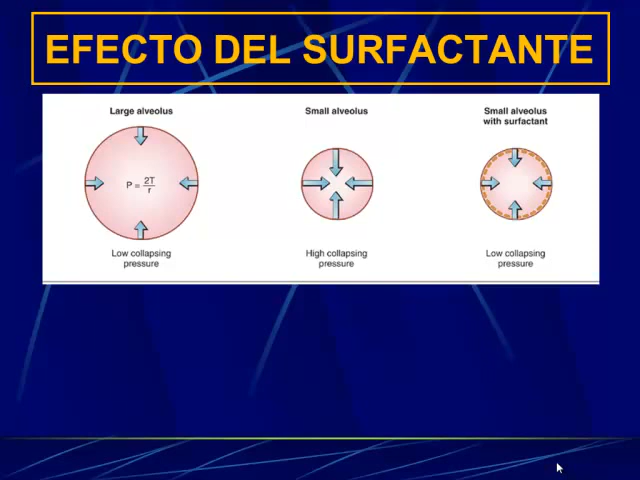 EFECTO DEL SURFACTANTE
Large alveolus
Small alveolus
Small alveolus
with surfactant
P = 2T
r
Low collapsing
pressure
High collapsing
pressure
Low collapsing
pressure